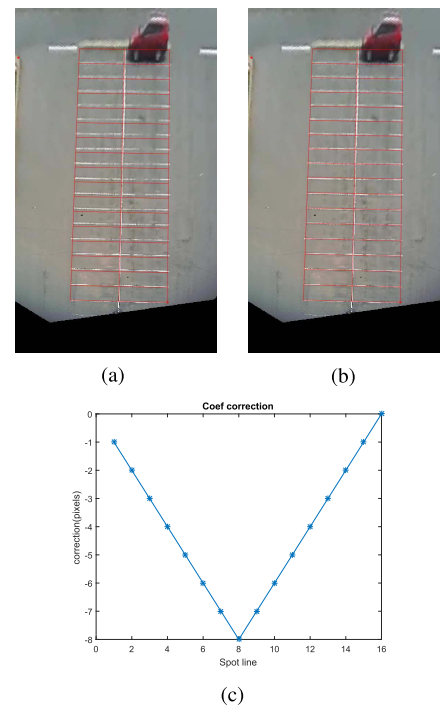 (a)
(b)
Coef correction
correction(pixels)
0
-1
-2
-3
-4
-5
-6
-7
-8
0 2 4 6 8 10 12 14 16
Spot line
(c)